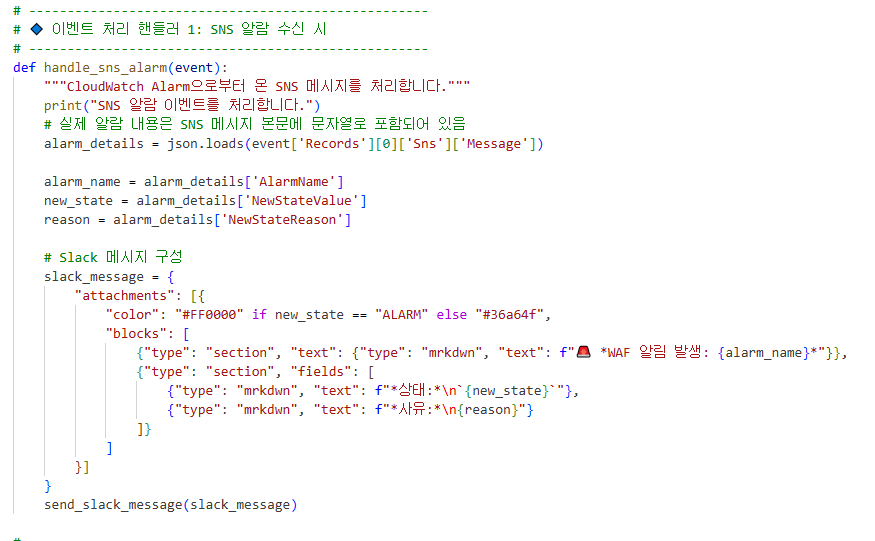 # ---------------------------------------------------
# 🔹 이벤트 처리 핸들러 1: SNS 알람 수신 시
# ---------------------------------------------------
def handle_sns_alarm(event):
    """CloudWatch Alarm으로부터 온 SNS 메시지를 처리합니다."""
    print("SNS 알람 이벤트를 처리합니다.")
    # 실제 알람 내용은 SNS 메시지 본문에 문자열로 포함되어 있음
    alarm_details = json.loads(event['Records'][0]['Sns']['Message'])

    alarm_name = alarm_details['AlarmName']
    new_state = alarm_details['NewStateValue']
    reason = alarm_details['NewStateReason']

    # Slack 메시지 구성
    slack_message = {
        "attachments": [{
            "color": "#FF0000" if new_state == "ALARM" else "#36a64f",
            "blocks": [
                {"type": "section", "text": {"type": "mrkdwn", "text": f"🚨 *WAF 알림 발생: {alarm_name}*"}},
                {"type": "section", "fields": [
                    {"type": "mrkdwn", "text": f"*상태:*\n`{new_state}`"},
                    {"type": "mrkdwn", "text": f"*사유:*\n{reason}"}
                ]}
            ]
        }]
    }
    send_slack_message(slack_message)

#